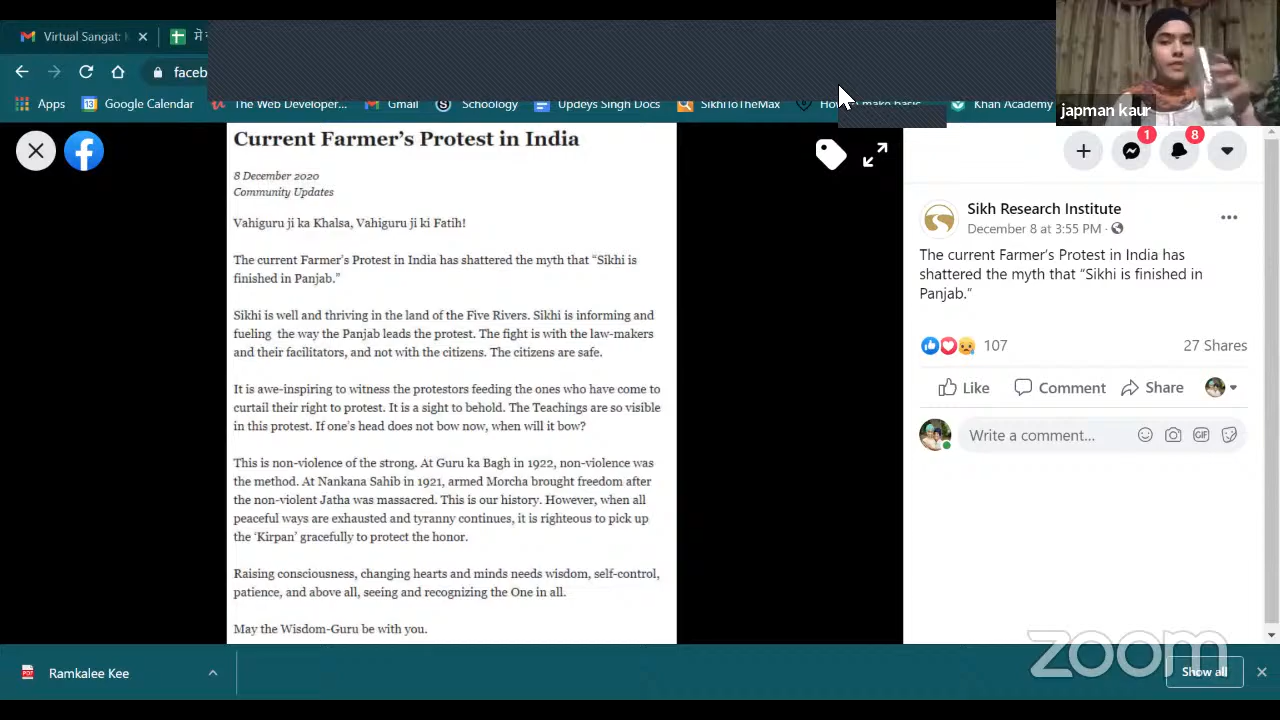 Virtual Sangat:
faceb
Apps
Google Calendar
The Web Developer...
Gmail
Schoology
Updeys Singh Docs
SikhiToTheMax
How to make basic
Khan Academy
japman kaur
Current Farmer's Protest in India
8 December 2020
Community Updates
Vahiguru ji ka Khalsa, Vahiguru ji ki Fatih!
The current Farmer's Protest in India has shattered the myth that “Sikhi is
finished in Panjab.”
Sikhi is well and thriving in the land of the Five Rivers. Sikhi is informing and
fueling the way the Panjab leads the protest. The fight is with the law-makers
and their facilitators, and not with the citizens. The citizens are safe.
It is awe-inspiring to witness the protestors feeding the ones who have come to
curtail their right to protest. It is a sight to behold. The Teachings are so visible
in this protest. If one's head does not bow now, when will it bow?
This is non-violence of the strong. At Guru ka Bagh in 1922, non-violence was
the method. At Nankana Sahib in 1921, armed Morcha brought freedom after
the non-violent Jatha was massacred. This is our history. However, when all
peaceful ways are exhausted and tyranny continues, it is righteous to pick up
the ‘Kirpan’ gracefully to protect the honor.
Raising consciousness, changing hearts and minds needs wisdom, self-control,
patience, and above all, seeing and recognizing the One in all.
May the Wisdom-Guru be with you.
1
8
Sikh Research Institute
December 8 at 3:55 PM ·
The current Farmer's Protest in India has
shattered the myth that “Sikhi is finished in
Panjab.”
107
27 Shares
Like
Comment
Share
Write a comment...
GIF
PDF
Ramkalee Kee
zoom
Show all